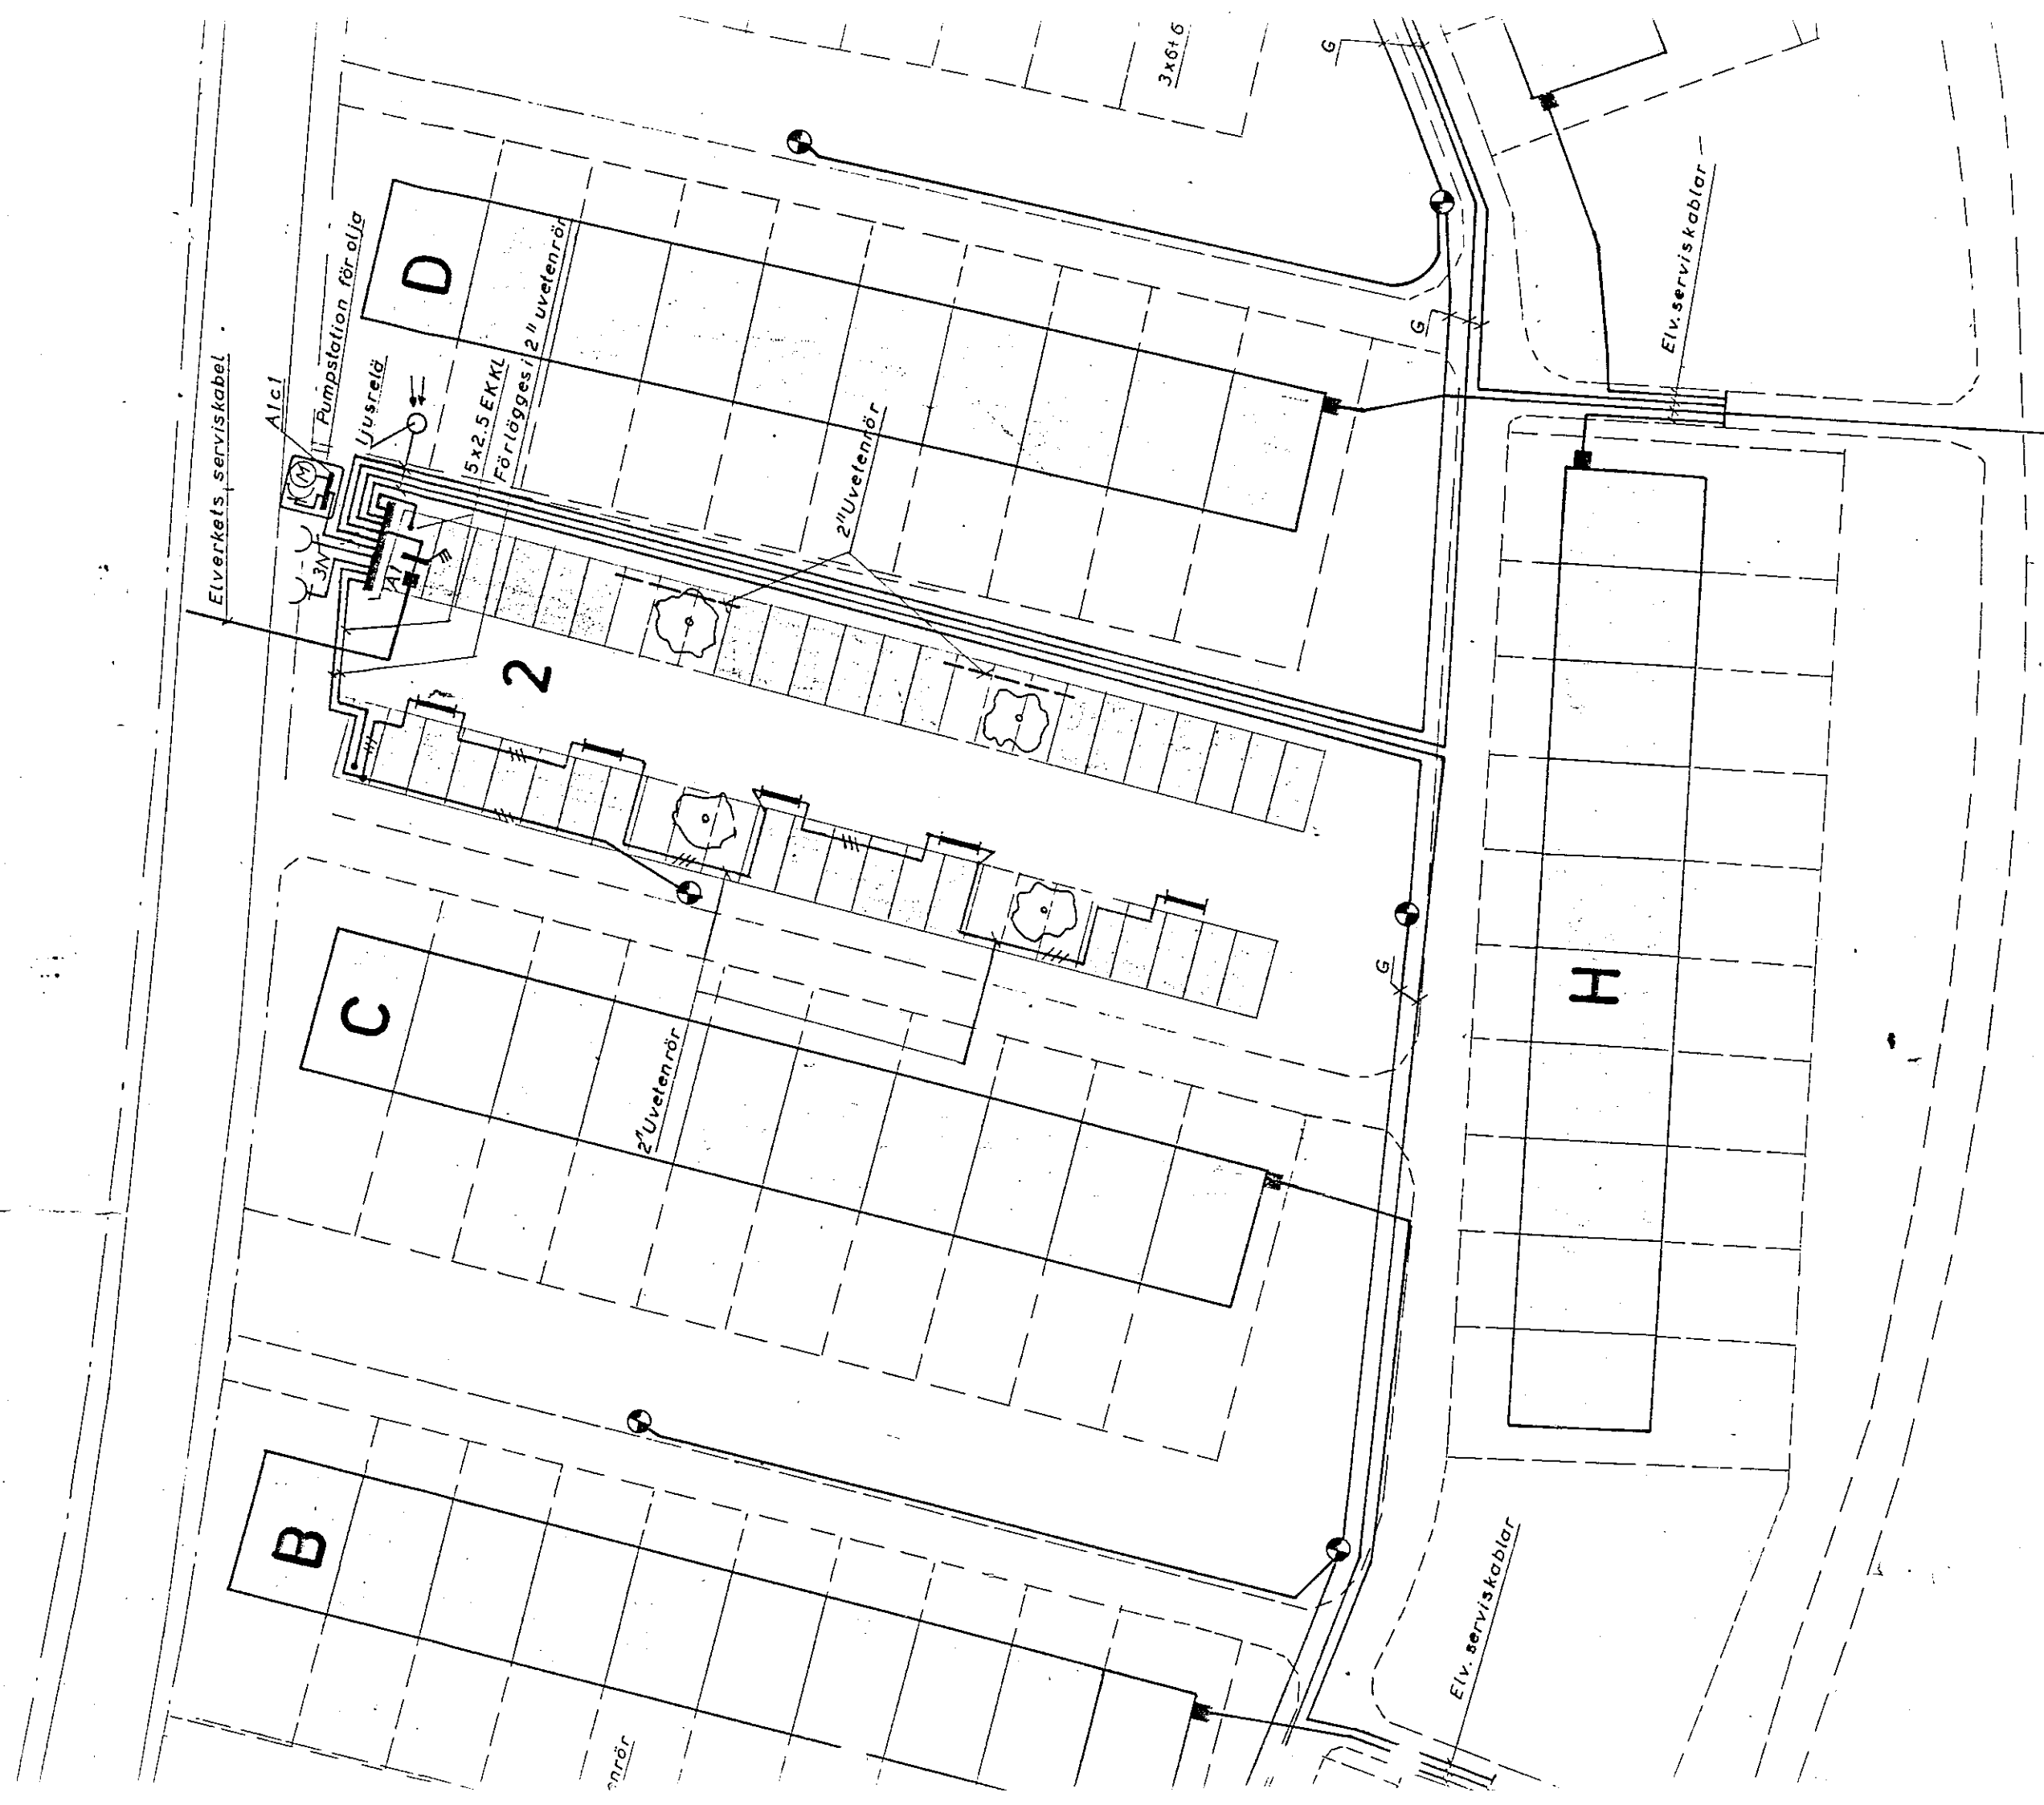 3x6+6
G
Elv. serviskablar
D
Pumpstation för olja
A1c1
Elverkets serviskabel
ljusrelä
5x2.5 EKKL
Förlägges i 2" uvetenrör
2" Uvetenrör
G
M
3N
A1
2
C
2" Uvetenrör
G
H
B
Elv. serviskablar
enrör